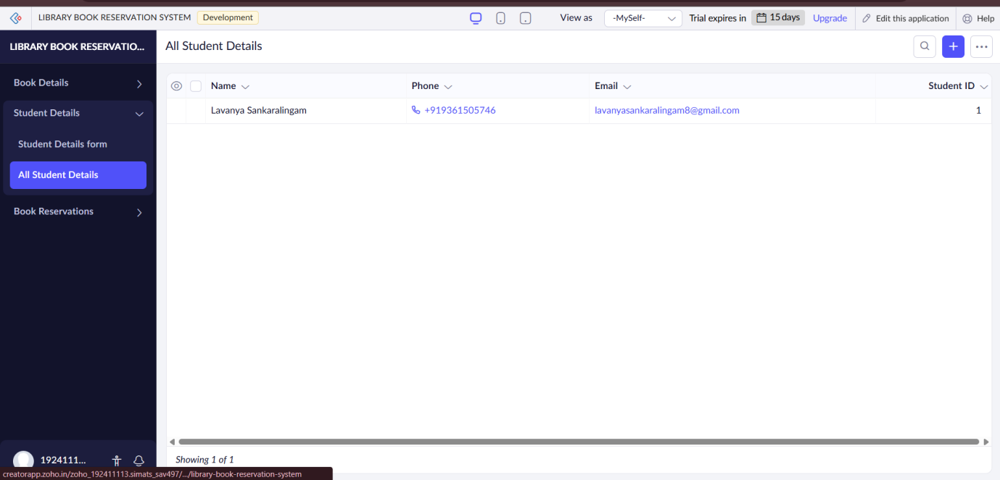 LIBRARY BOOK RESERVATION SYSTEM Development View as -MySelf- Trial expires in 15 days Upgrade Edit this application Help
LIBRARY BOOK RESERVATIO...
All Student Details
Book Details
Student Details
Student Details form
All Student Details
Book Reservations
Name Phone Email Student ID
Lavanya Sankaralingam +919361505746 lavanyasankaralingam8@gmail.com 1
Showing 1 of 1
1924111...
creatorapp.zoho.in/zoho_192411113.simats_sav497/.../library-book-reservation-system